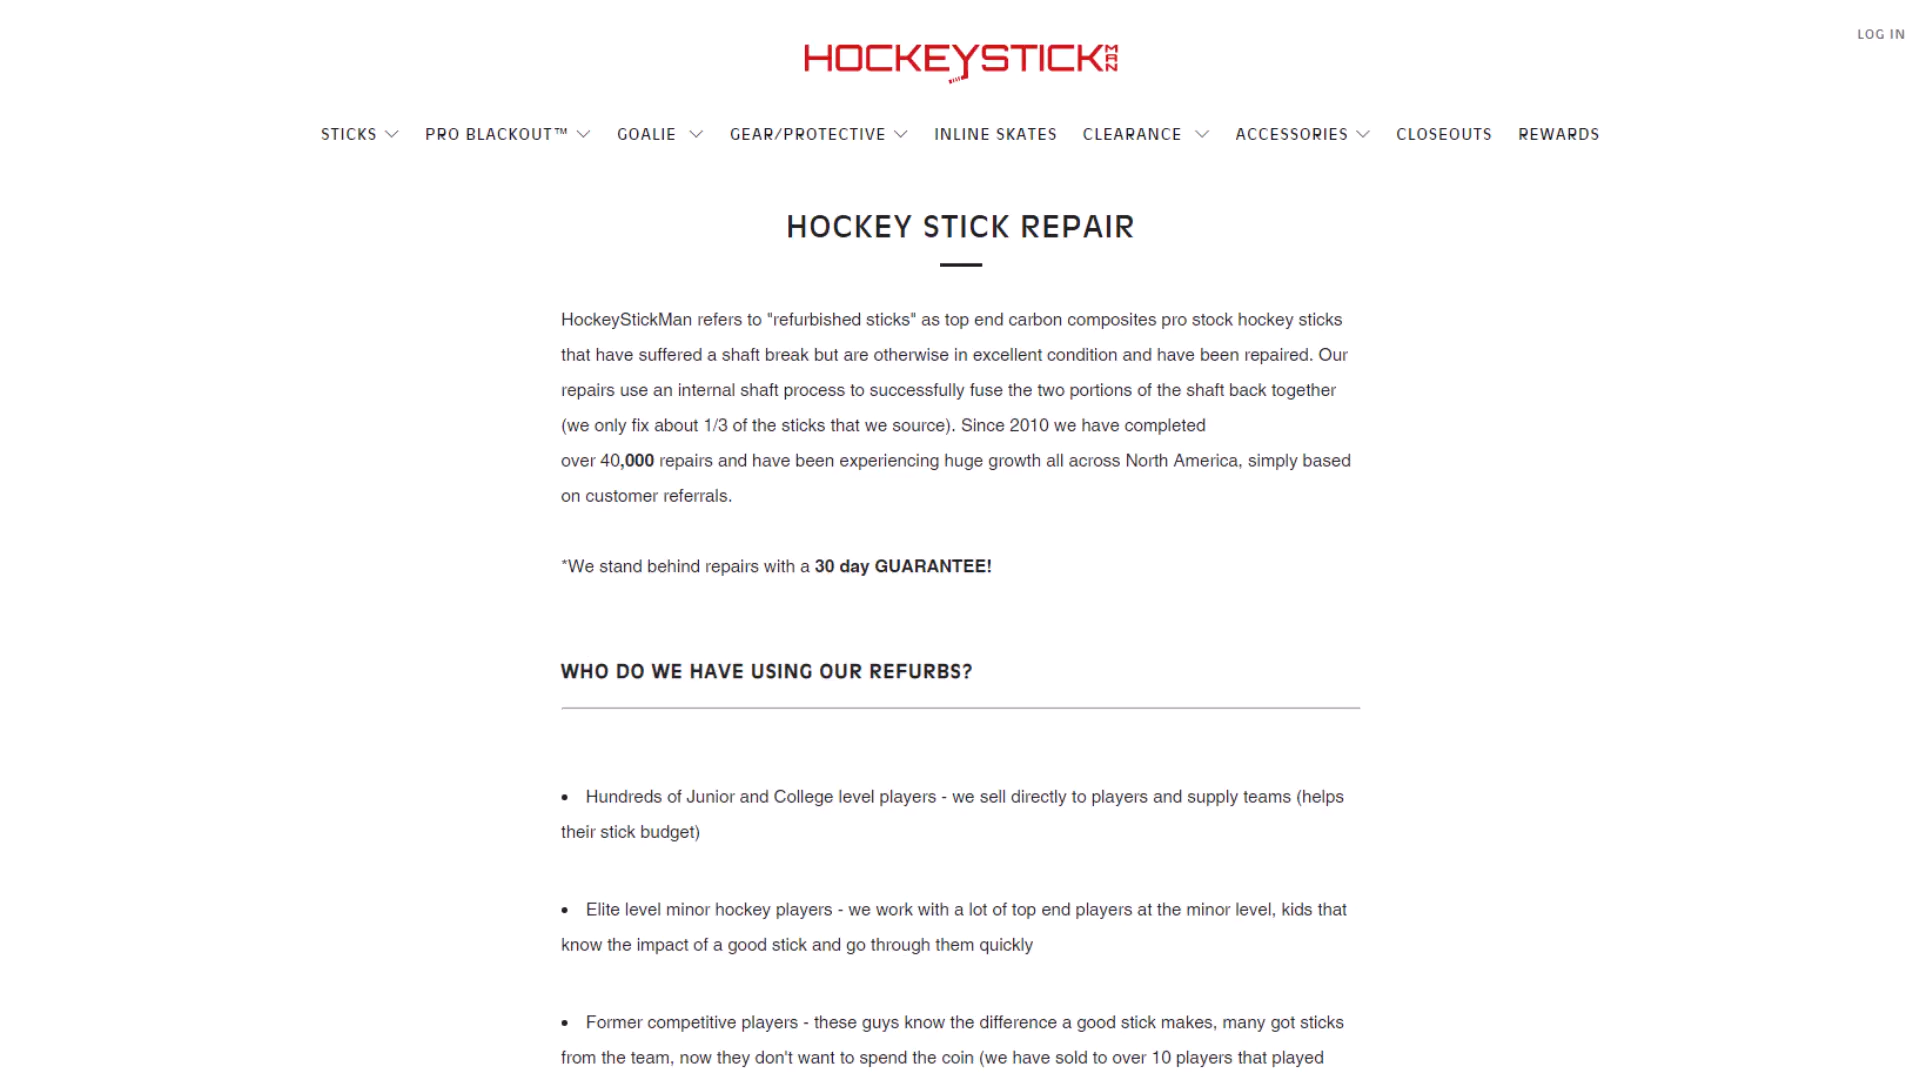 LOG IN
HOCKEYSTICKMAN
STICKS PRO BLACKOUT™ GOALIE GEAR/PROTECTIVE INLINE SKATES CLEARANCE ACCESSORIES CLOSEOUTS REWARDS
HOCKEY STICK REPAIR
HockeyStickMan refers to "refurbished sticks" as top end carbon composites pro stock hockey sticks
that have suffered a shaft break but are otherwise in excellent condition and have been repaired. Our
repairs use an internal shaft process to successfully fuse the two portions of the shaft back together
(we only fix about 1/3 of the sticks that we source). Since 2010 we have completed
over 40,000 repairs and have been experiencing huge growth all across North America, simply based
on customer referrals.
*We stand behind repairs with a 30 day GUARANTEE!
WHO DO WE HAVE USING OUR REFURBS?
• Hundreds of Junior and College level players - we sell directly to players and supply teams (helps
their stick budget)
• Elite level minor hockey players - we work with a lot of top end players at the minor level, kids that
know the impact of a good stick and go through them quickly
• Former competitive players - these guys know the difference a good stick makes, many got sticks
from the team, now they don't want to spend the coin (we have sold to over 10 players that played